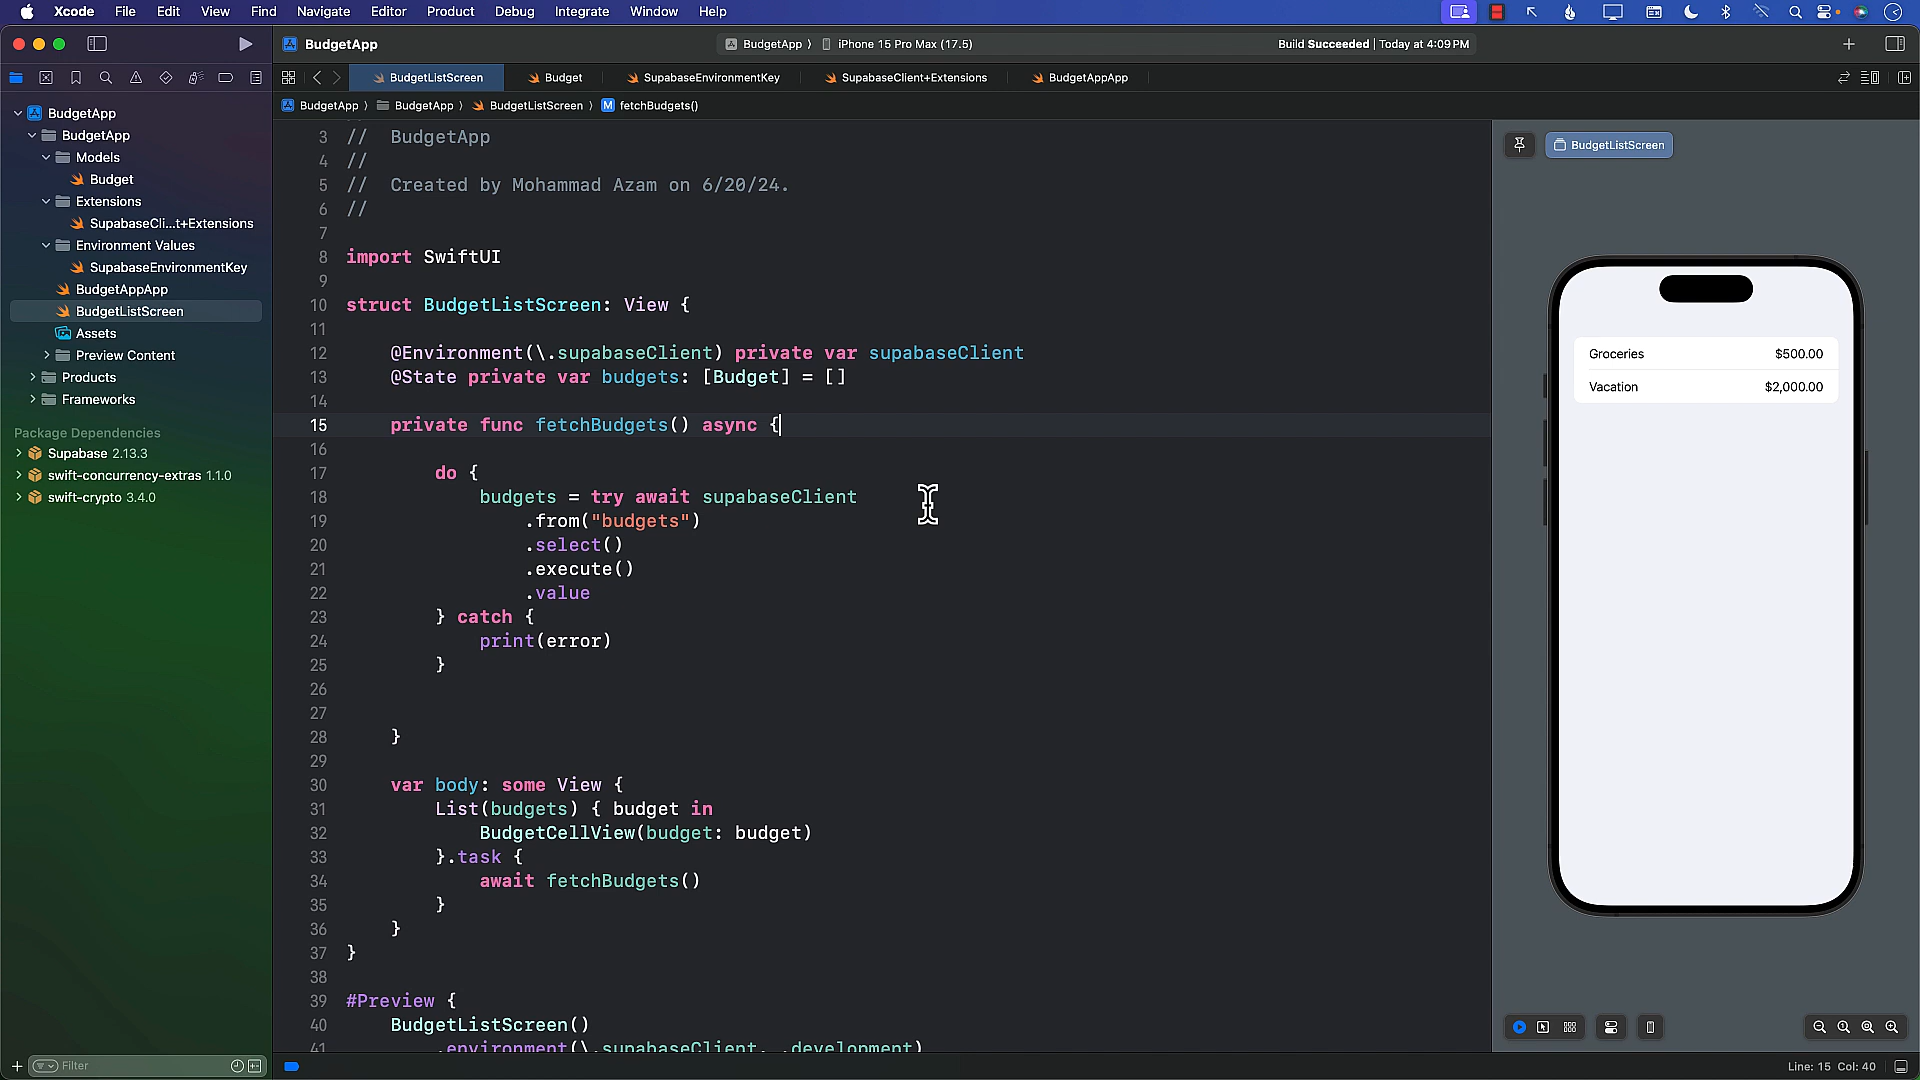 Xcode File Edit View Find Navigate Editor Product Debug Integrate Window Help
BudgetApp
BudgetApp ⟩ iPhone 15 Pro Max (17.5)
Build Succeeded | Today at 4:09 PM
BudgetListScreen Budget SupabaseEnvironmentKey SupabaseClient+Extensions BudgetAppApp
BudgetApp ⟩ BudgetApp ⟩ BudgetListScreen ⟩ M fetchBudgets()
BudgetApp
BudgetApp
Models
Budget
Extensions
SupabaseCli...t+Extensions
Environment Values
SupabaseEnvironmentKey
BudgetAppApp
BudgetListScreen
Assets
Preview Content
Products
Frameworks
Package Dependencies
Supabase 2.13.3
swift-concurrency-extras 1.1.0
swift-crypto 3.4.0
Filter
3 //  BudgetApp
4 //
5 //  Created by Mohammad Azam on 6/20/24.
6 //
7
8 import SwiftUI
9
10 struct BudgetListScreen: View {
11
12     @Environment(\.supabaseClient) private var supabaseClient
13     @State private var budgets: [Budget] = []
14
15     private func fetchBudgets() async {
16
17         do {
18             budgets = try await supabaseClient
19                 .from("budgets")
20                 .select()
21                 .execute()
22                 .value
23         } catch {
24             print(error)
25         }
26
27
28     }
29
30     var body: some View {
31         List(budgets) { budget in
32             BudgetCellView(budget: budget)
33         }.task {
34             await fetchBudgets()
35         }
36     }
37 }
38
39 #Preview {
40     BudgetListScreen()
41         .environment(\.supabaseClient, .development)
BudgetListScreen
Groceries $500.00
Vacation $2,000.00
Line: 15 Col: 40